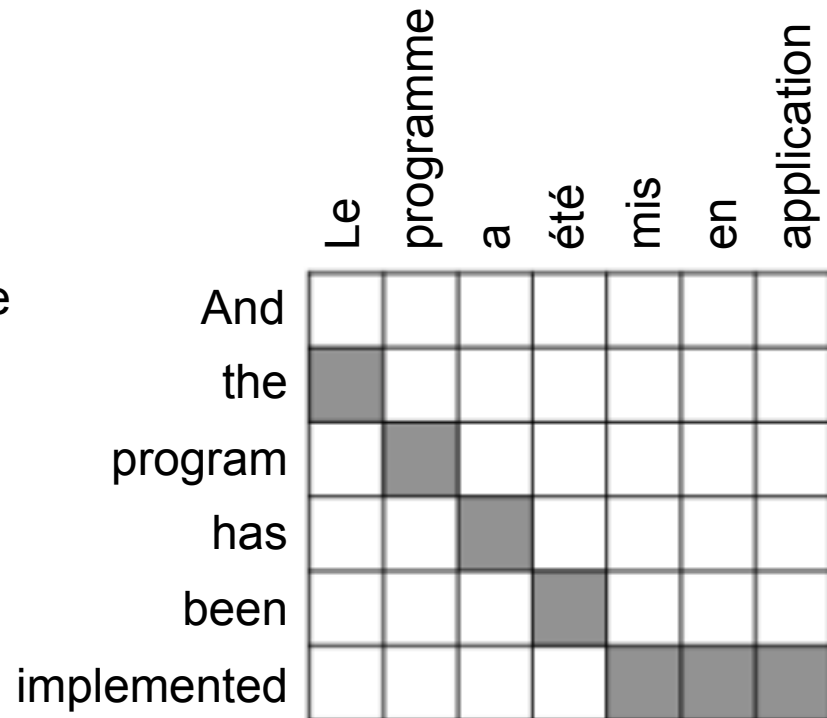 Le
programme
a
été
mis
en
application
e
And
the
program
has
been
implemented